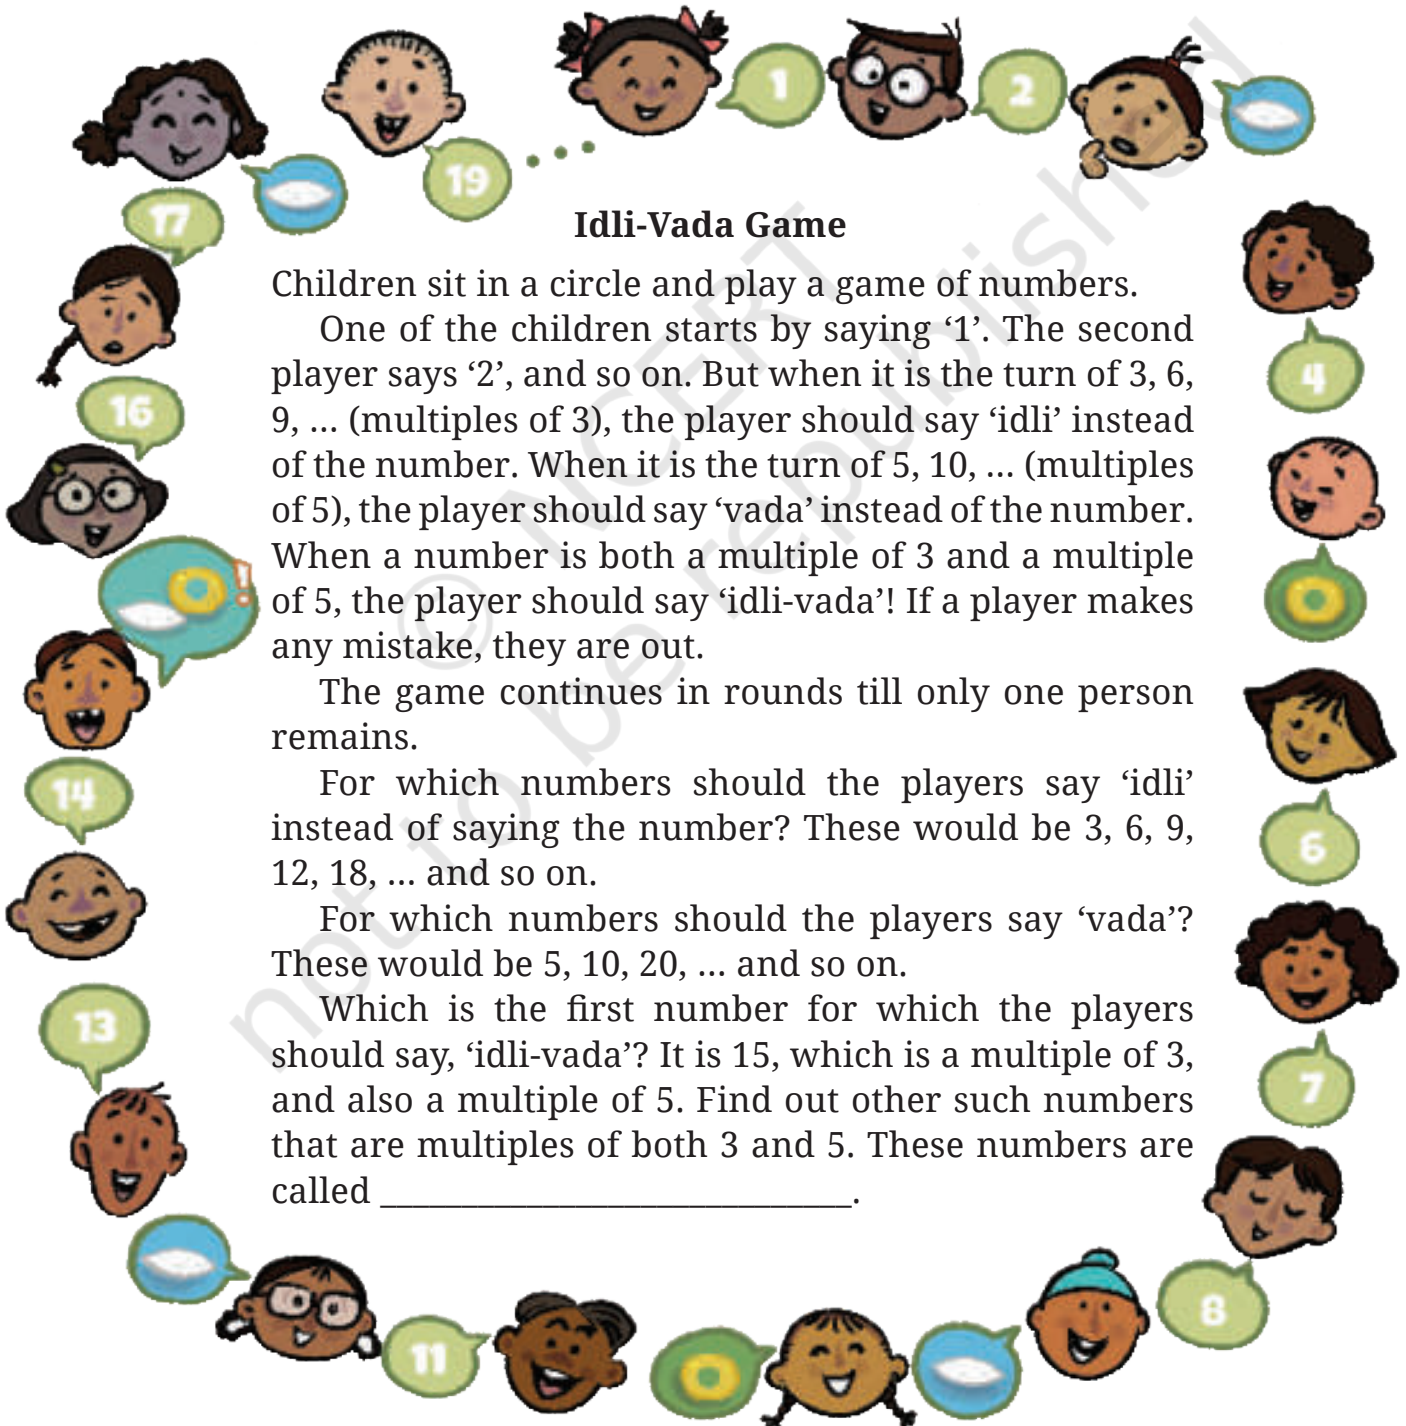 1
2
19
17
Idli-Vada Game
Children sit in a circle and play a game of numbers.
One of the children starts by saying ‘1’. The second
player says ‘2’, and so on. But when it is the turn of 3, 6,
9, ... (multiples of 3), the player should say ‘idli’ instead
of the number. When it is the turn of 5, 10, ... (multiples
of 5), the player should say ‘vada’ instead of the number.
When a number is both a multiple of 3 and a multiple
of 5, the player should say ‘idli-vada’! If a player makes
any mistake, they are out.
The game continues in rounds till only one person
remains.
For which numbers should the players say ‘idli’
instead of saying the number? These would be 3, 6, 9,
12, 18, ... and so on.
For which numbers should the players say ‘vada’?
These would be 5, 10, 20, ... and so on.
Which is the first number for which the players
should say, ‘idli-vada’? It is 15, which is a multiple of 3,
and also a multiple of 5. Find out other such numbers
that are multiples of both 3 and 5. These numbers are
called ____________________________.
4
16
!
6
14
13
7
8
11
© NCERT
not to be republished